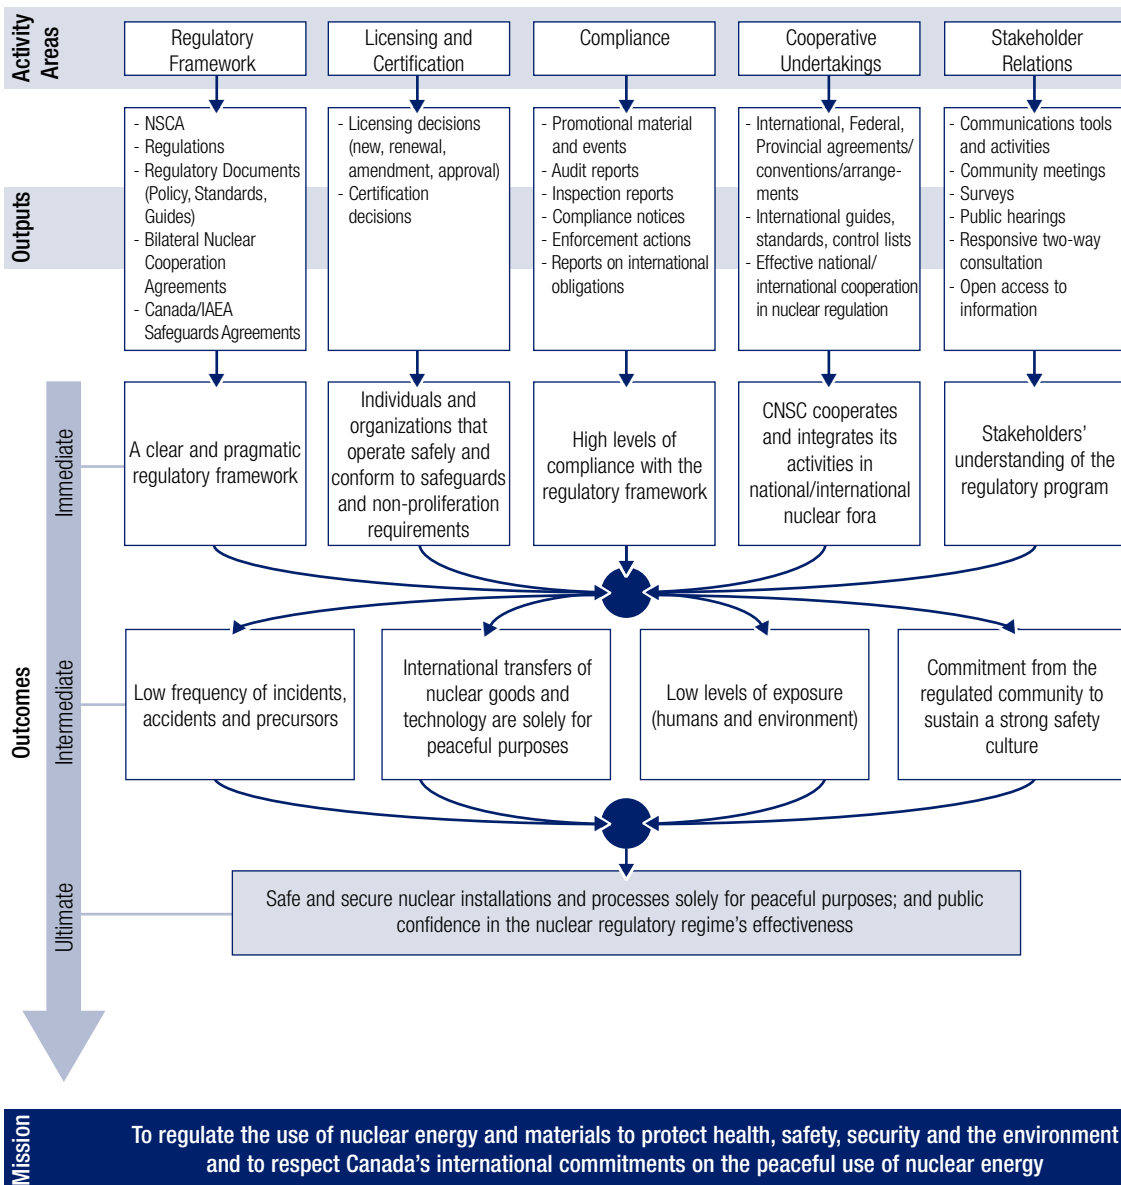 Activity
Areas
Regulatory
Framework
Licensing and
Certification
Compliance
Cooperative
Undertakings
Stakeholder
Relations
Outputs
- NSCA
- Regulations
- Regulatory Documents
(Policy, Standards,
Guides)
- Bilateral Nuclear
Cooperation
Agreements
- Canada/IAEA
Safeguards Agreements
- Licensing decisions
(new, renewal,
amendment, approval)
- Certification
decisions
- Promotional material
and events
- Audit reports
- Inspection reports
- Compliance notices
- Enforcement actions
- Reports on international
obligations
- International, Federal,
Provincial agreements/
conventions/arrange-
ments
- International guides,
standards, control lists
- Effective national/
international cooperation
in nuclear regulation
- Communications tools
and activities
- Community meetings
- Surveys
- Public hearings
- Responsive two-way
consultation
- Open access to
information
Outcomes
Immediate
A clear and pragmatic
regulatory framework
Individuals and
organizations that
operate safely and
conform to safeguards
and non-proliferation
requirements
High levels of
compliance with the
regulatory framework
CNSC cooperates
and integrates its
activities in
national/international
nuclear fora
Stakeholders'
understanding of the
regulatory program
Intermediate
Low frequency of incidents,
accidents and precursors
International transfers of
nuclear goods and
technology are solely for
peaceful purposes
Low levels of exposure
(humans and environment)
Commitment from the
regulated community to
sustain a strong safety
culture
Ultimate
Safe and secure nuclear installations and processes solely for peaceful purposes; and public
confidence in the nuclear regulatory regime's effectiveness
Mission
To regulate the use of nuclear energy and materials to protect health, safety, security and the environment
and to respect Canada's international commitments on the peaceful use of nuclear energy